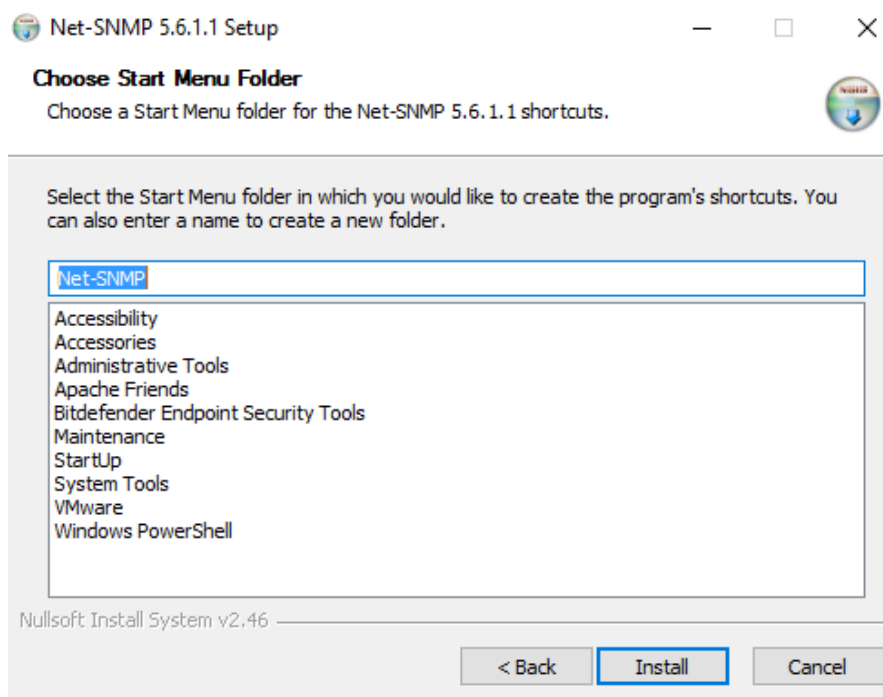 Net-SNMP 5.6.1.1 Setup
Choose Start Menu Folder
Choose a Start Menu folder for the Net-SNMP 5.6.1.1 shortcuts.
Select the Start Menu folder in which you would like to create the program's shortcuts. You
can also enter a name to create a new folder.
Net-SNMP
Accessibility
Accessories
Administrative Tools
Apache Friends
Bitdefender Endpoint Security Tools
Maintenance
StartUp
System Tools
VMware
Windows PowerShell
Nullsoft Install System v2.46
< Back
Install
Cancel